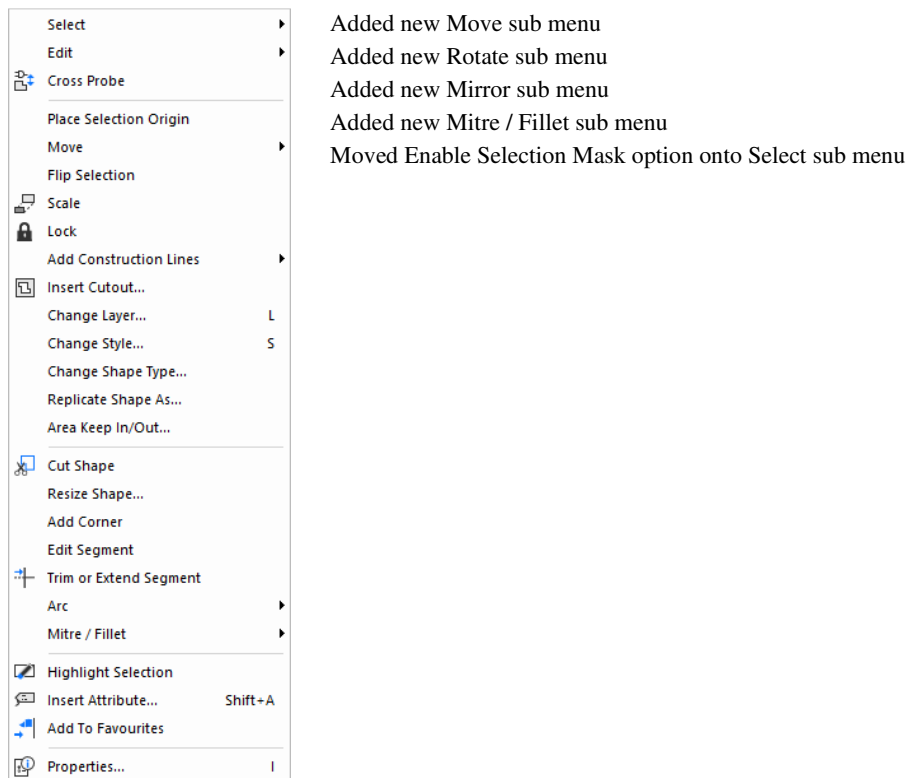 Select
Edit
Cross Probe
Place Selection Origin
Move
Flip Selection
Scale
Lock
Add Construction Lines
Insert Cutout...
Change Layer... L
Change Style... S
Change Shape Type...
Replicate Shape As...
Area Keep In/Out...
Cut Shape
Resize Shape...
Add Corner
Edit Segment
Trim or Extend Segment
Arc
Mitre / Fillet
Highlight Selection
Insert Attribute... Shift+A
Add To Favourites
Properties... I
Added new Move sub menu
Added new Rotate sub menu
Added new Mirror sub menu
Added new Mitre / Fillet sub menu
Moved Enable Selection Mask option onto Select sub menu